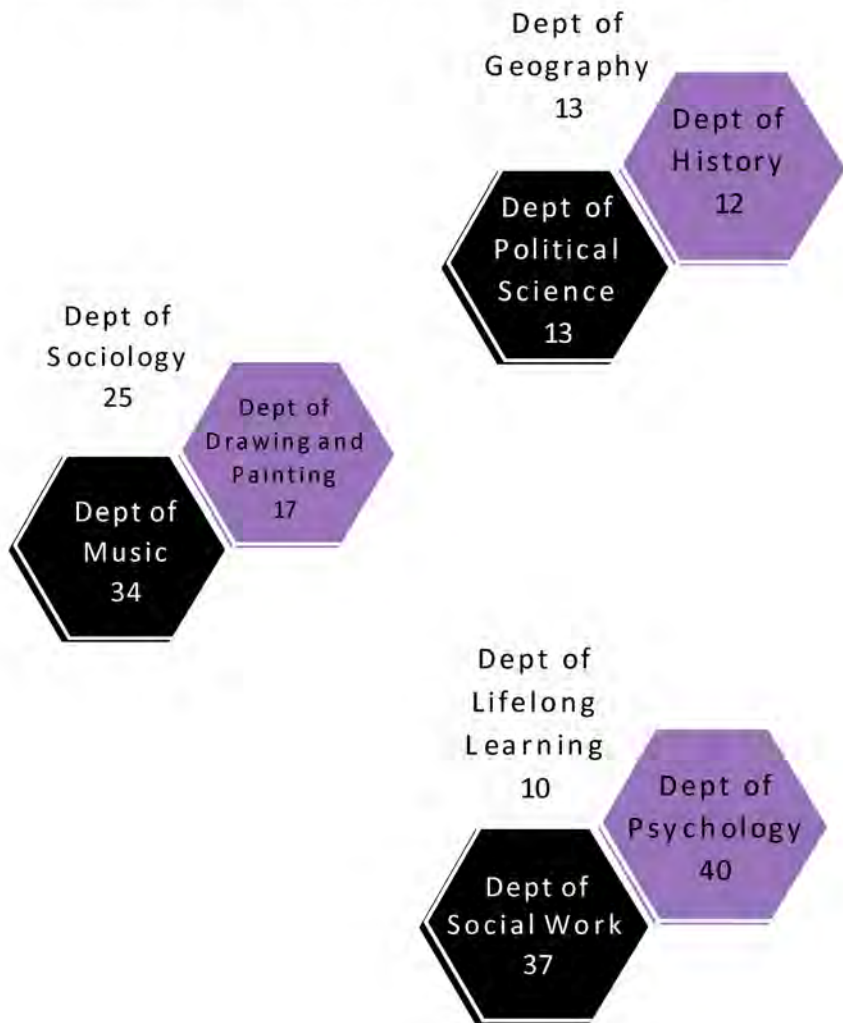 Dept of
Geography
13
Dept of
History
12
Dept of
Political
Science
13
Dept of
Sociology
25
Dept of
Drawing and
Painting
17
Dept of
Music
34
Dept of
Lifelong
Learning
10
Dept of
Psychology
40
Dept of
Social Work
37